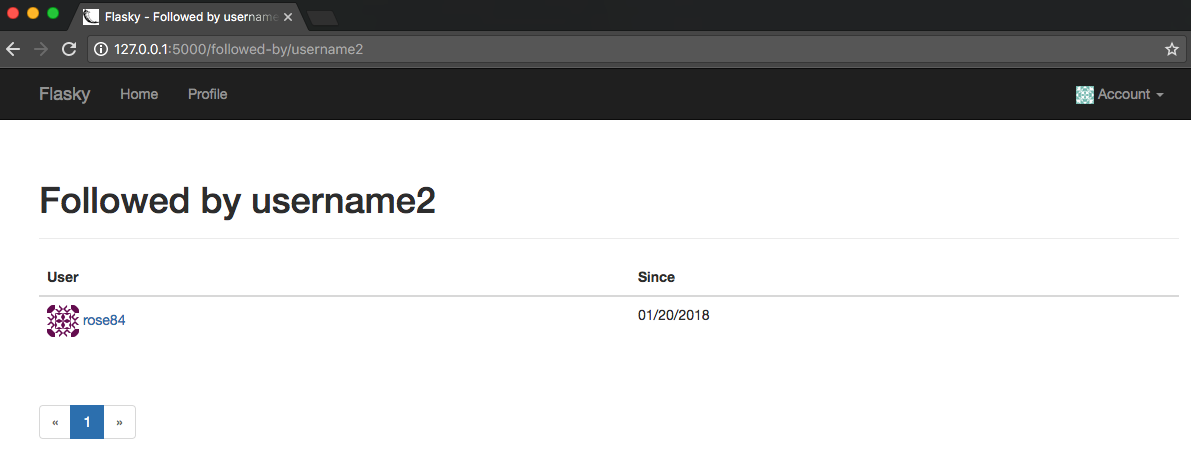 Flasky - Followed by username
127.0.0.1:5000/followed-by/username2
Flasky Home Profile Account
Followed by username2
User Since
rose84 01/20/2018
« 1 »